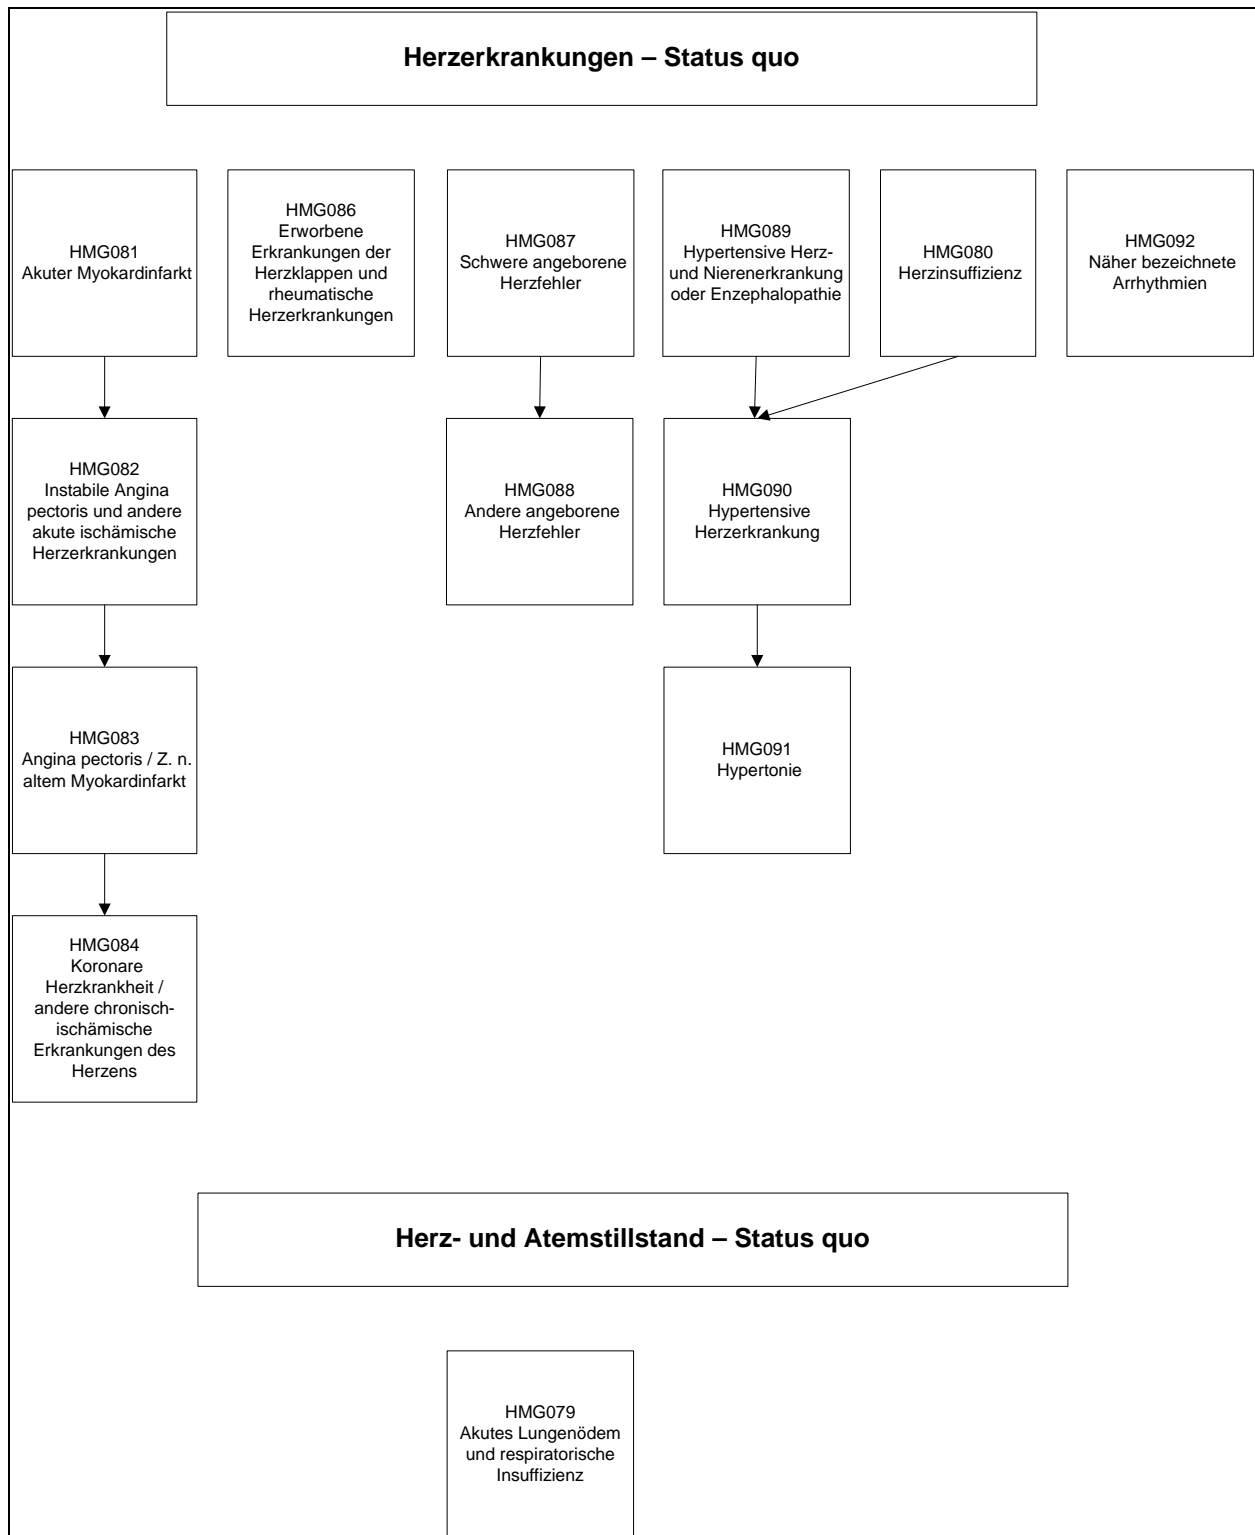 Herzerkrankungen – Status quo
HMG081
Akuter Myokardinfarkt
HMG086
Erworbene
Erkrankungen der
Herzklappen und
rheumatische
Herzerkrankungen
HMG087
Schwere angeborene
Herzfehler
HMG089
Hypertensive Herz-
und Nierenerkrankung
oder Enzephalopathie
HMG080
Herzinsuffizienz
HMG092
Näher bezeichnete
Arrhythmien
HMG082
Instabile Angina
pectoris und andere
akute ischämische
Herzerkrankungen
HMG088
Andere angeborene
Herzfehler
HMG090
Hypertensive
Herzerkrankung
HMG083
Angina pectoris / Z. n.
altem Myokardinfarkt
HMG091
Hypertonie
HMG084
Koronare
Herzkrankheit /
andere chronisch-
ischämische
Erkrankungen des
Herzens
Herz- und Atemstillstand – Status quo
HMG079
Akutes Lungenödem
und respiratorische
Insuffizienz